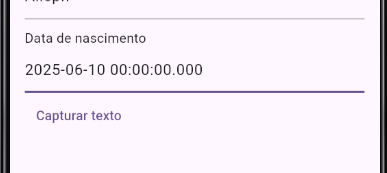 Data de nascimento
2025-06-10 00:00:00.000
Capturar texto